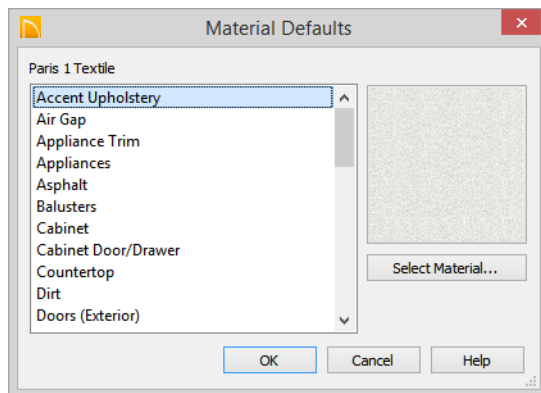 Material Defaults
Paris 1 Textile
Accent Upholstery
Air Gap
Appliance Trim
Appliances
Asphalt
Balusters
Cabinet
Cabinet Door/Drawer
Countertop
Dirt
Doors (Exterior)
Select Material...
OK
Cancel
Help